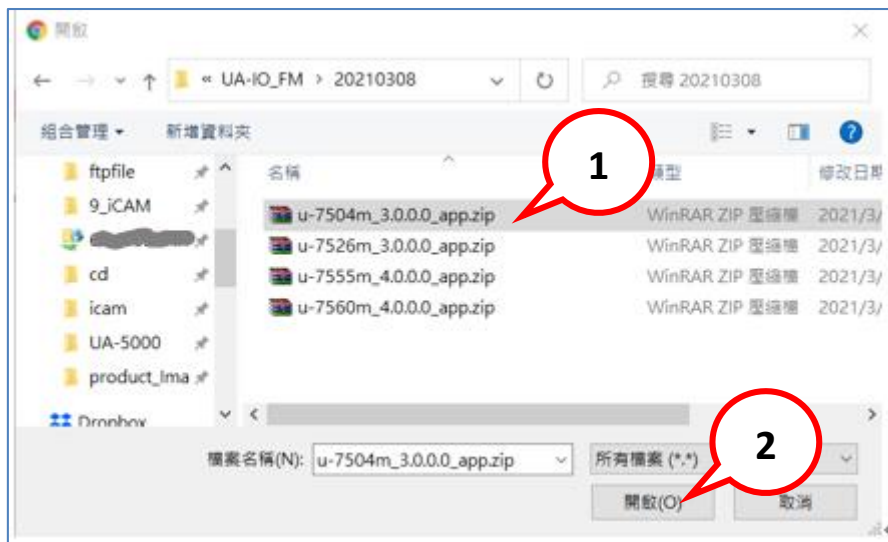 開啟
« UA-IO_FM > 20210308
搜尋 20210308
組合管理
新增資料夾
ftpfile
9_iCAM
cd
icam
UA-5000
product_Ima
Dropbox
名稱
類型
修改日期
u-7504m_3.0.0.0_app.zip WinRAR ZIP 壓縮檔 2021/3/
u-7526m_3.0.0.0_app.zip WinRAR ZIP 壓縮檔 2021/3/
u-7555m_4.0.0.0_app.zip WinRAR ZIP 壓縮檔 2021/3/
u-7560m_4.0.0.0_app.zip WinRAR ZIP 壓縮檔 2021/3/
1
檔案名稱(N): u-7504m_3.0.0.0_app.zip
所有檔案 (*.*)
2
開啟(O)
取消